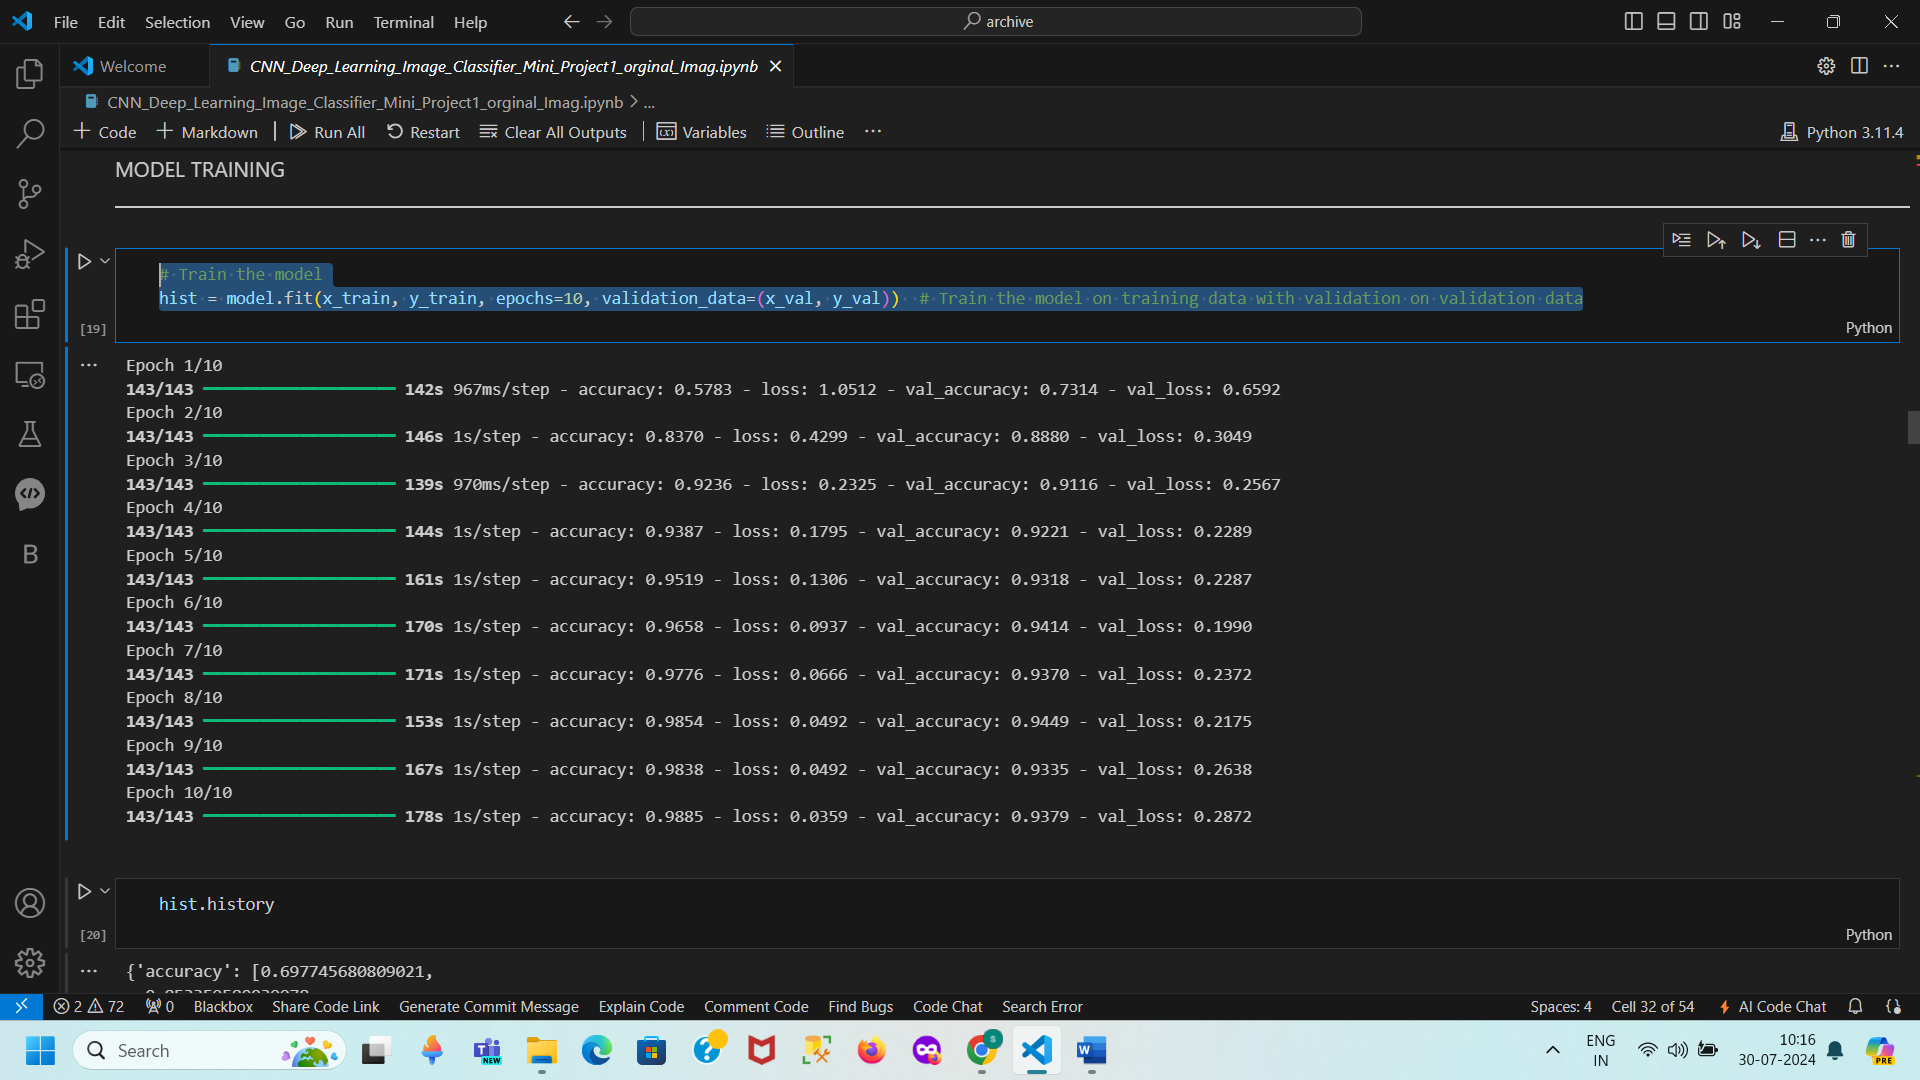 File Edit Selection View Go Run Terminal Help
archive
Welcome
CNN_Deep_Learning_Image_Classifier_Mini_Project1_orginal_Imag.ipynb
CNN_Deep_Learning_Image_Classifier_Mini_Project1_orginal_Imag.ipynb > ...
+ Code + Markdown | Run All Restart Clear All Outputs | Variables Outline ...
Python 3.11.4
MODEL TRAINING
# Train the model
hist = model.fit(x_train, y_train, epochs=10, validation_data=(x_val, y_val))  # Train the model on training data with validation on validation data
[19]
Python
Epoch 1/10
143/143 142s 967ms/step - accuracy: 0.5783 - loss: 1.0512 - val_accuracy: 0.7314 - val_loss: 0.6592
Epoch 2/10
143/143 146s 1s/step - accuracy: 0.8370 - loss: 0.4299 - val_accuracy: 0.8880 - val_loss: 0.3049
Epoch 3/10
143/143 139s 970ms/step - accuracy: 0.9236 - loss: 0.2325 - val_accuracy: 0.9116 - val_loss: 0.2567
Epoch 4/10
143/143 144s 1s/step - accuracy: 0.9387 - loss: 0.1795 - val_accuracy: 0.9221 - val_loss: 0.2289
Epoch 5/10
143/143 161s 1s/step - accuracy: 0.9519 - loss: 0.1306 - val_accuracy: 0.9318 - val_loss: 0.2287
Epoch 6/10
143/143 170s 1s/step - accuracy: 0.9658 - loss: 0.0937 - val_accuracy: 0.9414 - val_loss: 0.1990
Epoch 7/10
143/143 171s 1s/step - accuracy: 0.9776 - loss: 0.0666 - val_accuracy: 0.9370 - val_loss: 0.2372
Epoch 8/10
143/143 153s 1s/step - accuracy: 0.9854 - loss: 0.0492 - val_accuracy: 0.9449 - val_loss: 0.2175
Epoch 9/10
143/143 167s 1s/step - accuracy: 0.9838 - loss: 0.0492 - val_accuracy: 0.9335 - val_loss: 0.2638
Epoch 10/10
143/143 178s 1s/step - accuracy: 0.9885 - loss: 0.0359 - val_accuracy: 0.9379 - val_loss: 0.2872
hist.history
[20]
Python
{'accuracy': [0.697745680809021,
2 72 0 Blackbox Share Code Link Generate Commit Message Explain Code Comment Code Find Bugs Code Chat Search Error
Spaces: 4 Cell 32 of 54 AI Code Chat
Search
NEW
ENG
IN
10:16
30-07-2024
PRE